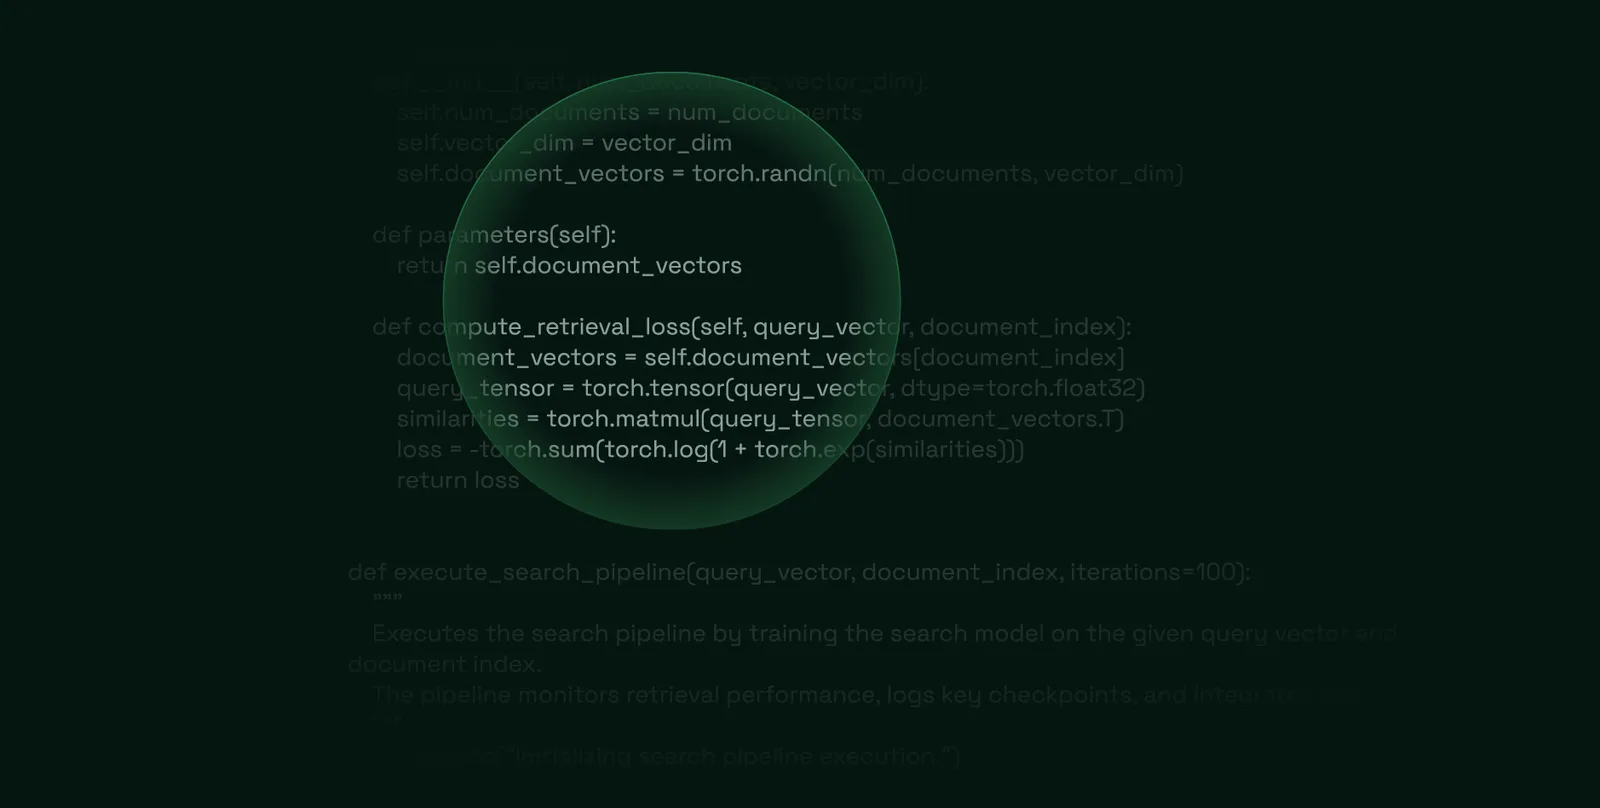 def __init__(self, num_documents, vector_dim):
self.num_documents = num_documents
self.vector_dim = vector_dim
self.document_vectors = torch.randn(num_documents, vector_dim)
def parameters(self):
return self.document_vectors
def compute_retrieval_loss(self, query_vector, document_index):
document_vectors = self.document_vectors[document_index]
query_tensor = torch.tensor(query_vector, dtype=torch.float32)
similarities = torch.matmul(query_tensor, document_vectors.T)
loss = -torch.sum(torch.log(1 + torch.exp(similarities)))
return loss
def execute_search_pipeline(query_vector, document_index, iterations=100):
"""
Executes the search pipeline by training the search model on the given query vector and
document index.
The pipeline monitors retrieval performance, logs key checkpoints, and
"""
("Initializing search pipeline execution.")